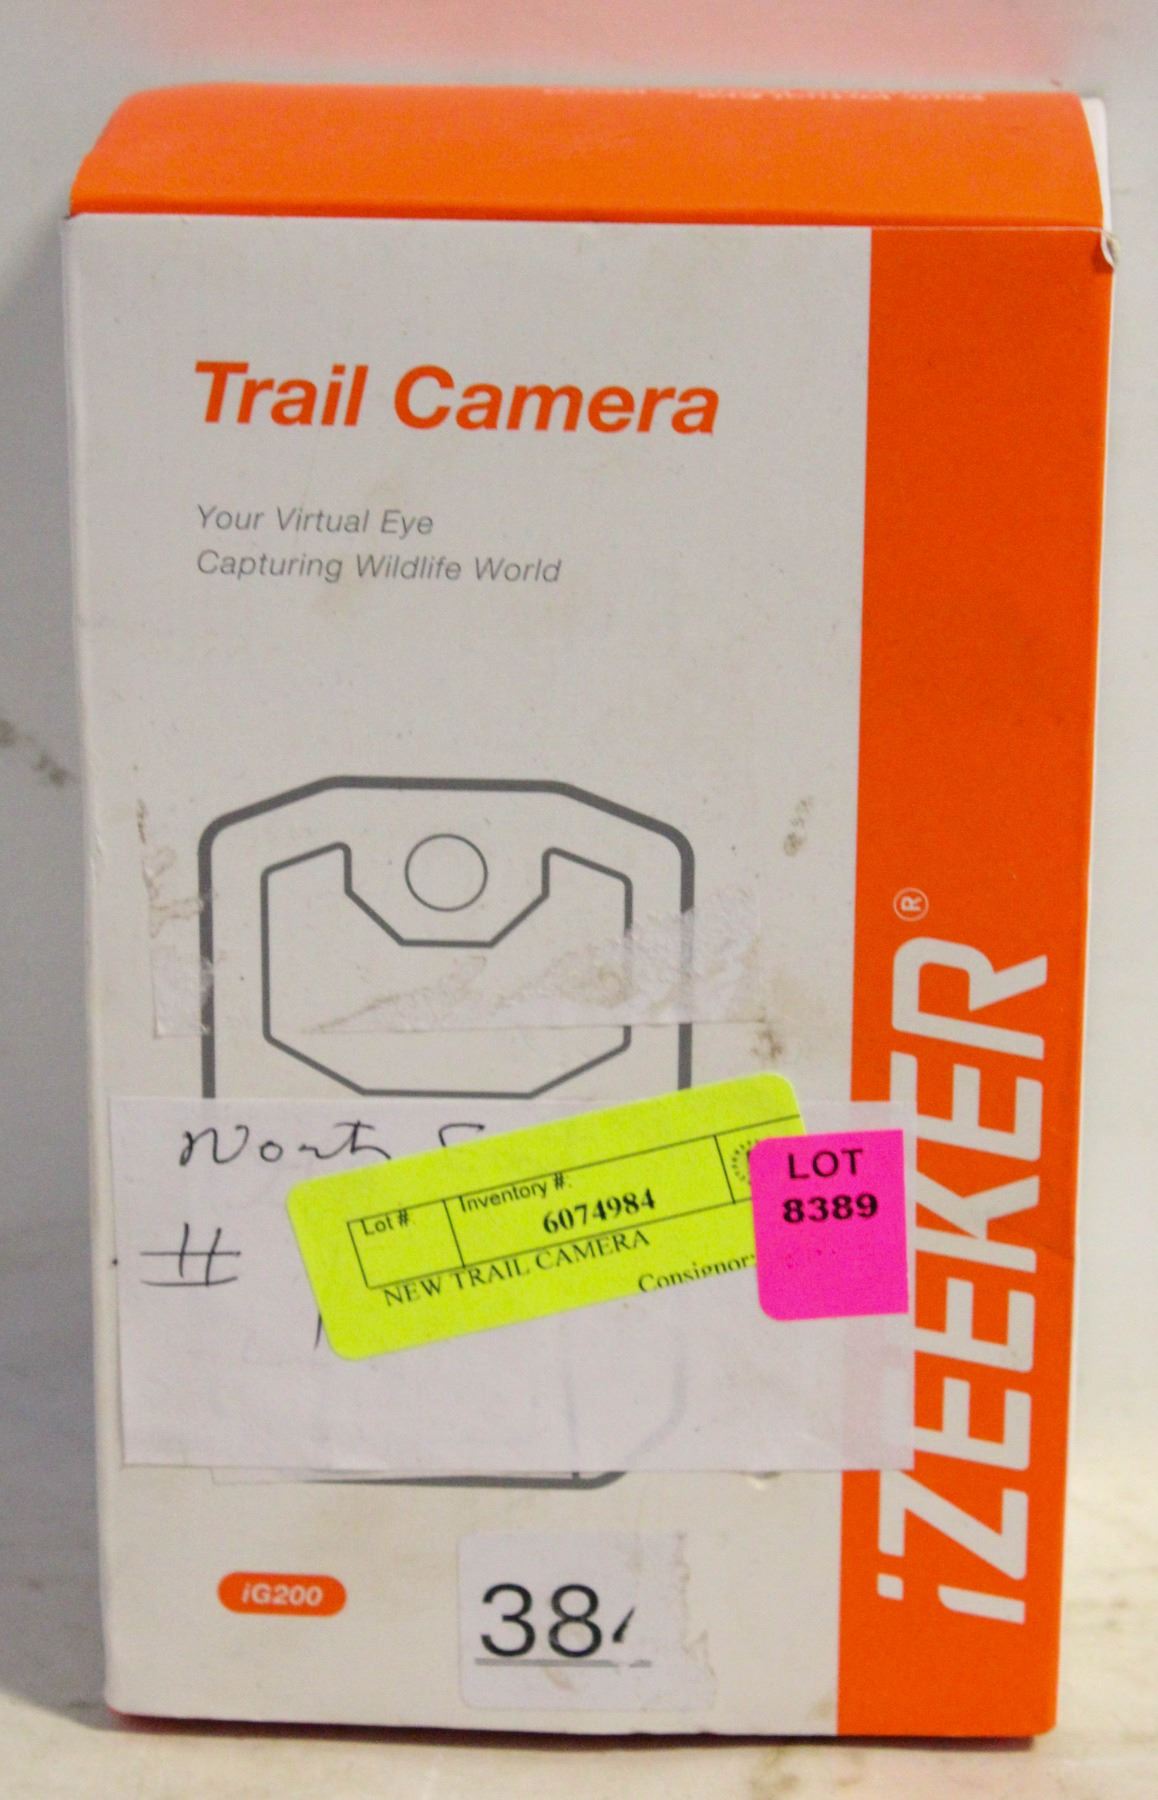 Trail Camera
Your Virtual Eye
Capturing Wildlife World
iZEEKER®
North
#
Lot #
Inventory #:
6074984
NEW TRAIL CAMERA
Consignor:
LOT
8389
iG200
38